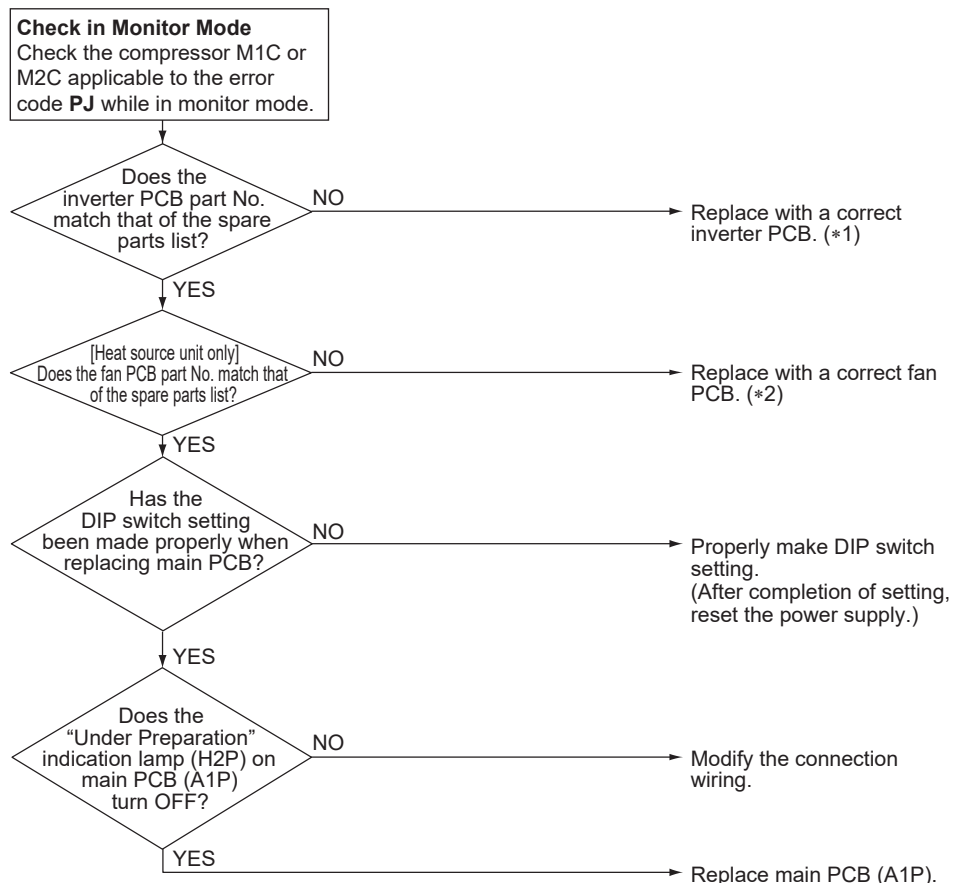 Check in Monitor Mode
Check the compressor M1C or
M2C applicable to the error
code PJ while in monitor mode.
Does the
inverter PCB part No.
match that of the spare
parts list?
NO
Replace with a correct
inverter PCB. (*1)
YES
[Heat source unit only]
Does the fan PCB part No. match that
of the spare parts list?
NO
Replace with a correct fan
PCB. (*2)
YES
Has the
DIP switch setting
been made properly when
replacing main PCB?
NO
Properly make DIP switch
setting.
(After completion of setting,
reset the power supply.)
YES
Does the
“Under Preparation”
indication lamp (H2P) on
main PCB (A1P)
turn OFF?
NO
Modify the connection
wiring.
YES
Replace main PCB (A1P).